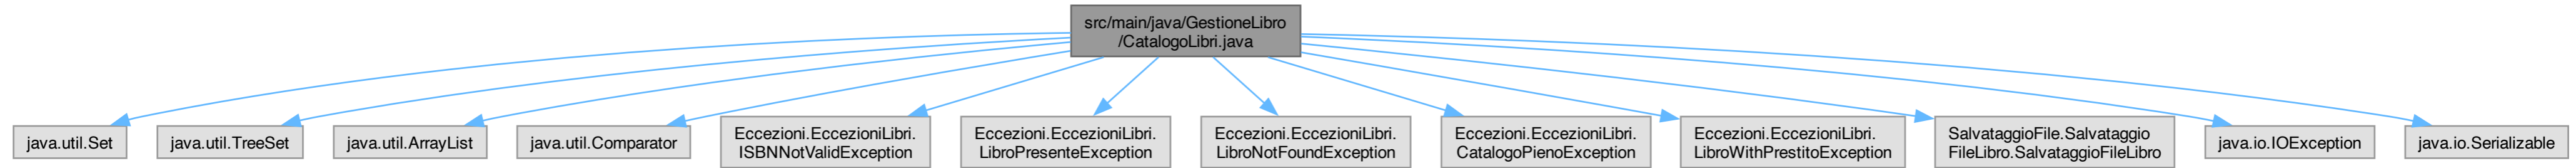 src/main/java/GestioneLibro
/CatalogoLibri.java
java.util.Set
java.util.TreeSet
java.util.ArrayList
java.util.Comparator
Eccezioni.EccezioniLibri.
ISBNNotValidException
Eccezioni.EccezioniLibri.
LibroPresenteException
Eccezioni.EccezioniLibri.
LibroNotFoundException
Eccezioni.EccezioniLibri.
CatalogoPienoException
Eccezioni.EccezioniLibri.
LibroWithPrestitoException
SalvataggioFile.Salvataggio
FileLibro.SalvataggioFileLibro
java.io.IOException
java.io.Serializable